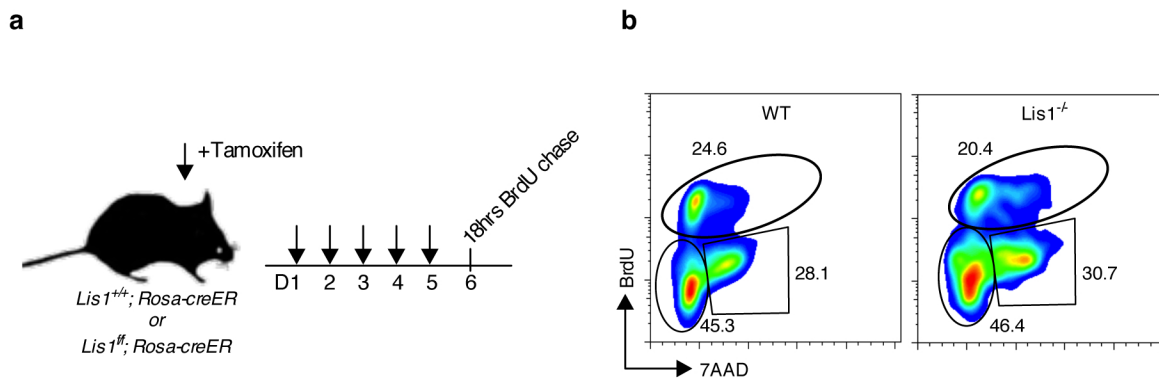 a
+Tamoxifen
18hrs BrdU chase
D1 2 3 4 5 6
Lis1+/+; Rosa-creER
or
Lis1f/f; Rosa-creER
b
WT
24.6
28.1
45.3
Lis1-/-
20.4
30.7
46.4
BrdU
7AAD